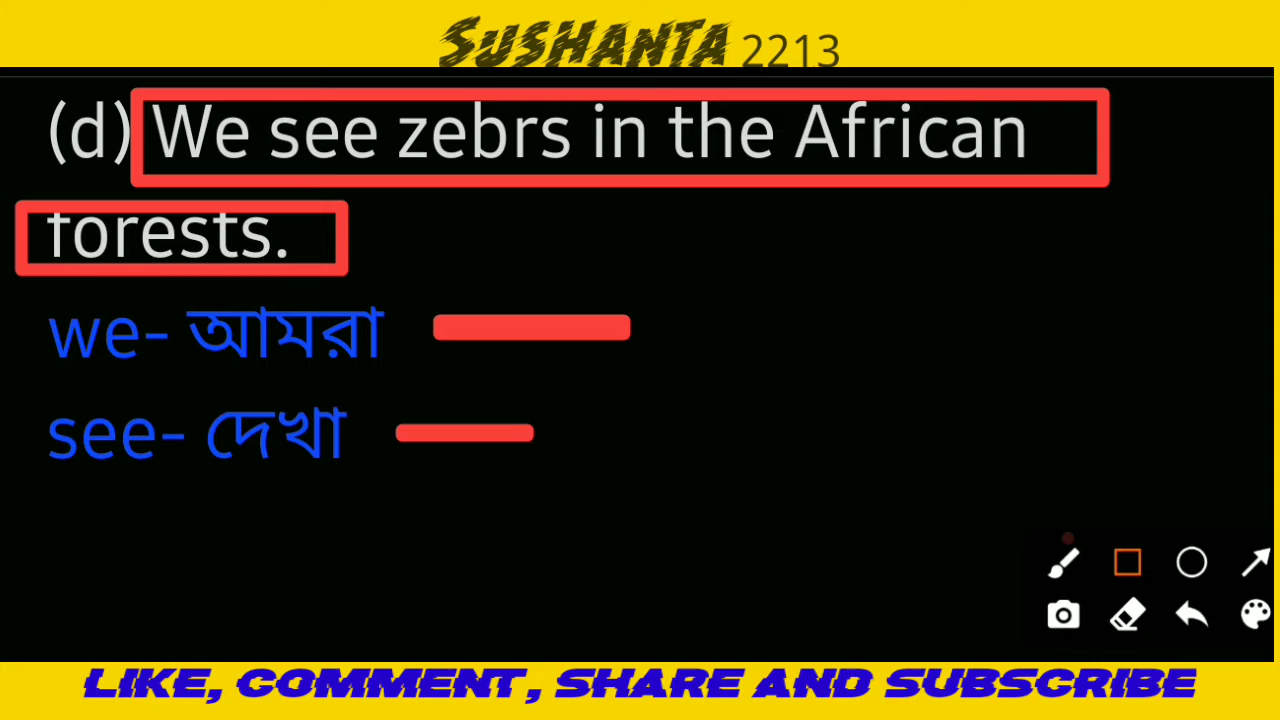 SUSHANTA 2213
(d) We see zebrs in the African
forests.
we- আমরা
see- দেখা
LIKE, COMMENT, SHARE AND SUBSCRIBE